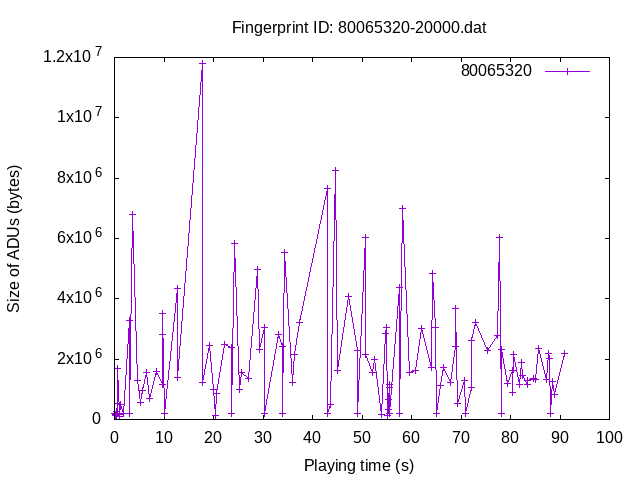 Fingerprint ID: 80065320-20000.dat
80065320
Size of ADUs (bytes)
1.2x10^7
1x10^7
8x10^6
6x10^6
4x10^6
2x10^6
0
0 10 20 30 40 50 60 70 80 90 100
Playing time (s)